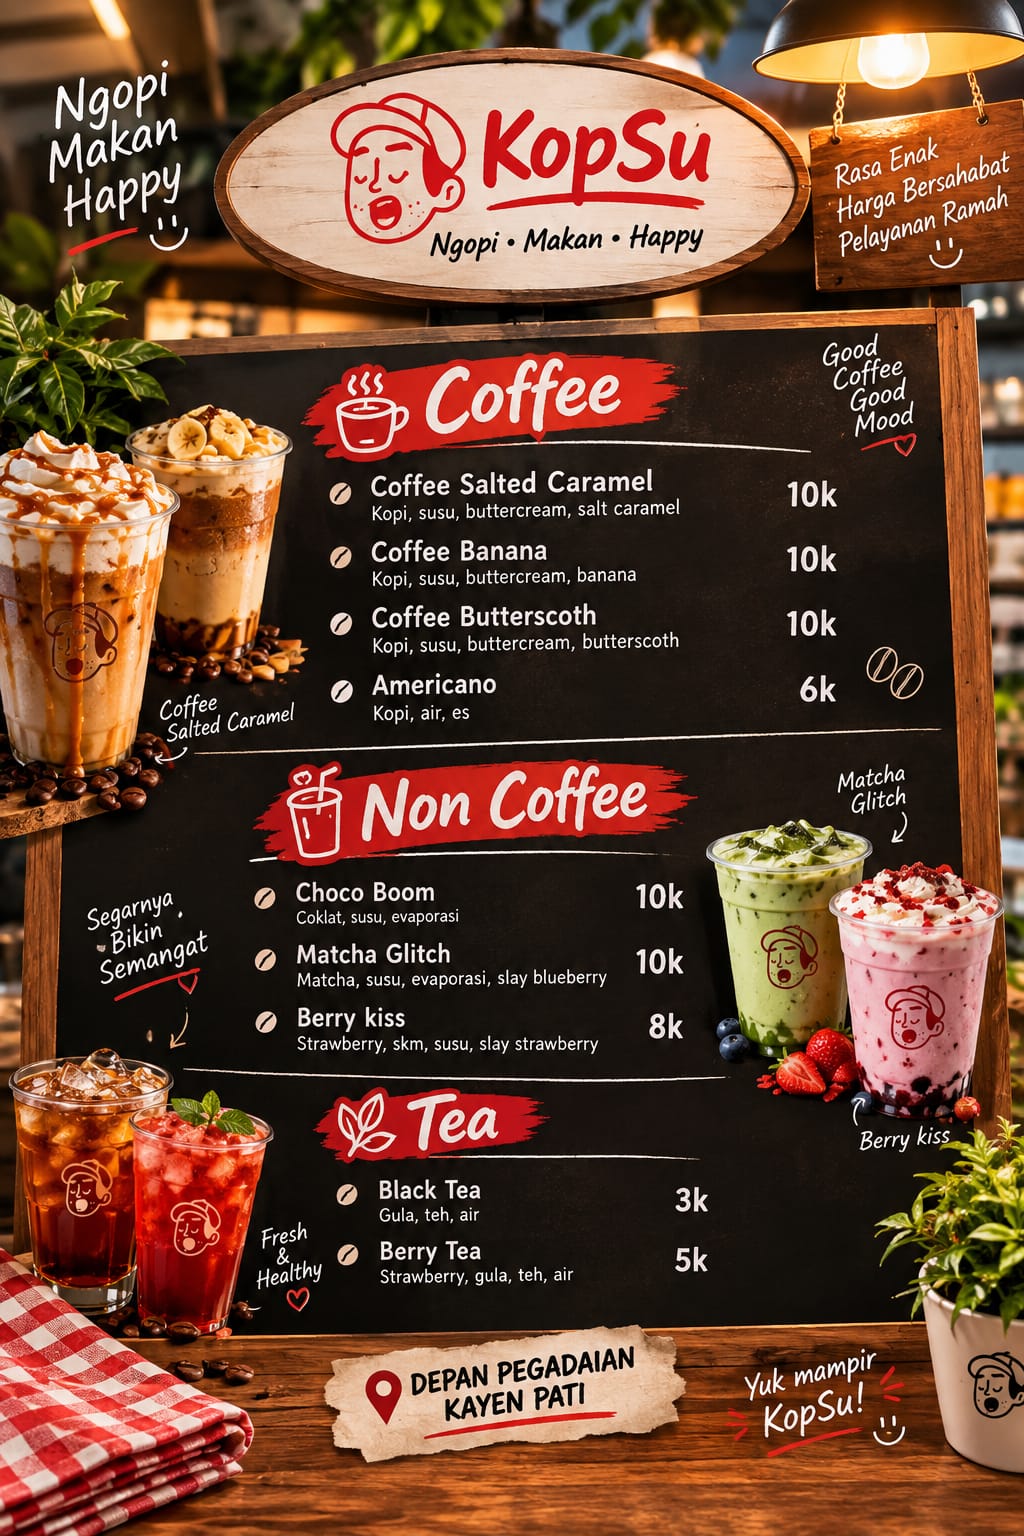 Ngopi
Makan
Happy
KopSu
Ngopi • Makan • Happy
Rasa Enak
Harga Bersahabat
Pelayanan Ramah
Good
Coffee
Good
Mood
Coffee
Coffee Salted Caramel 10k
Kopi, susu, buttercream, salt caramel
Coffee Banana 10k
Kopi, susu, buttercream, banana
Coffee Butterscoth 10k
Kopi, susu, buttercream, butterscoth
Americano 6k
Kopi, air, es
Coffee
Salted Caramel
Non Coffee
Matcha
Glitch
Choco Boom 10k
Coklat, susu, evaporasi
Matcha Glitch 10k
Matcha, susu, evaporasi, slay blueberry
Berry kiss 8k
Strawberry, skm, susu, slay strawberry
Segarnya
Bikin
Semangat
Berry kiss
Tea
Black Tea 3k
Gula, teh, air
Berry Tea 5k
Strawberry, gula, teh, air
Fresh
&
Healthy
DEPAN PEGADAIAN
KAYEN PATI
Yuk mampir
KopSu!